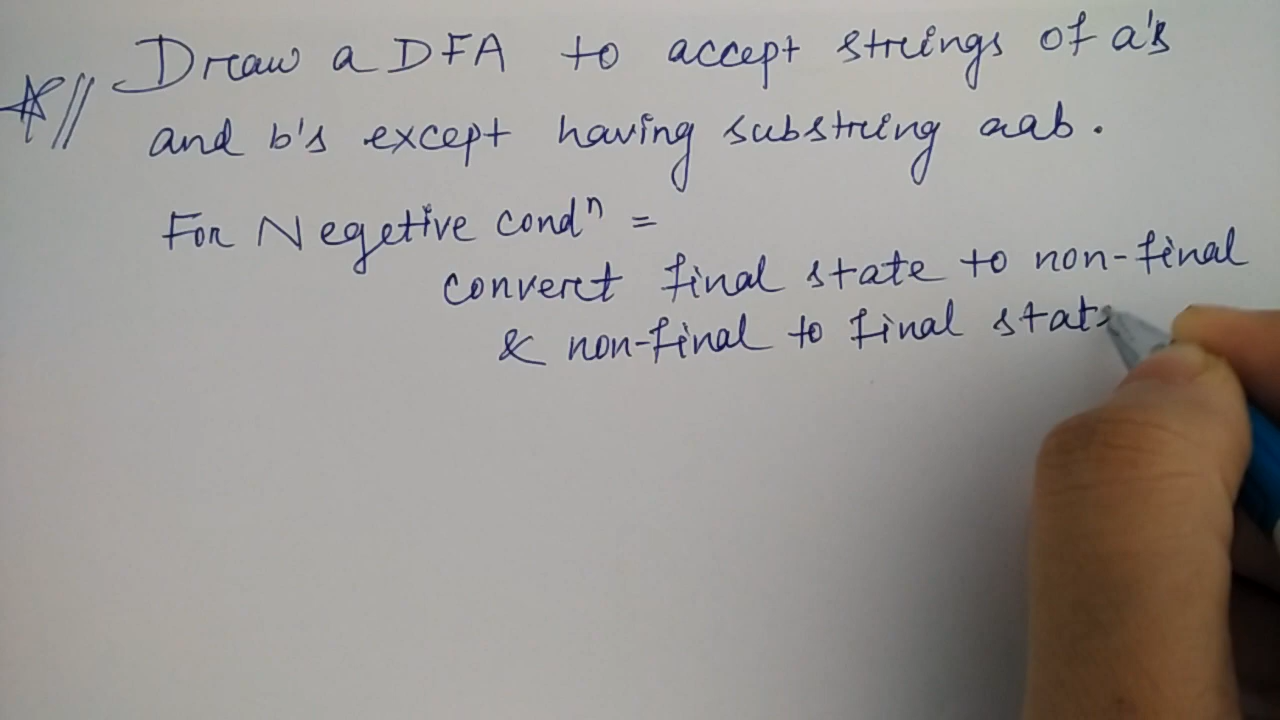 Draw a DFA to accept strings of a's
and b's except having substring aab.
For Negetive condⁿ =
convert final state to non-final
& non-final to final state